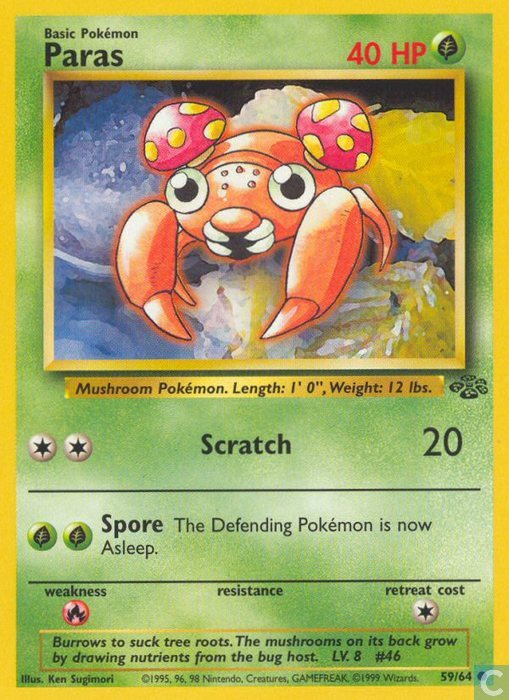 Basic Pokémon
Paras
40 HP
Mushroom Pokémon. Length: 1' 0", Weight: 12 lbs.
Scratch 20
Spore The Defending Pokémon is now
Asleep.
weakness resistance retreat cost
Burrows to suck tree roots. The mushrooms on its back grow
by drawing nutrients from the bug host. LV. 8 #46
Illus. Ken Sugimori ©1995, 96, 98 Nintendo, Creatures, GAMEFREAK. ©1999 Wizards. 59/64
C